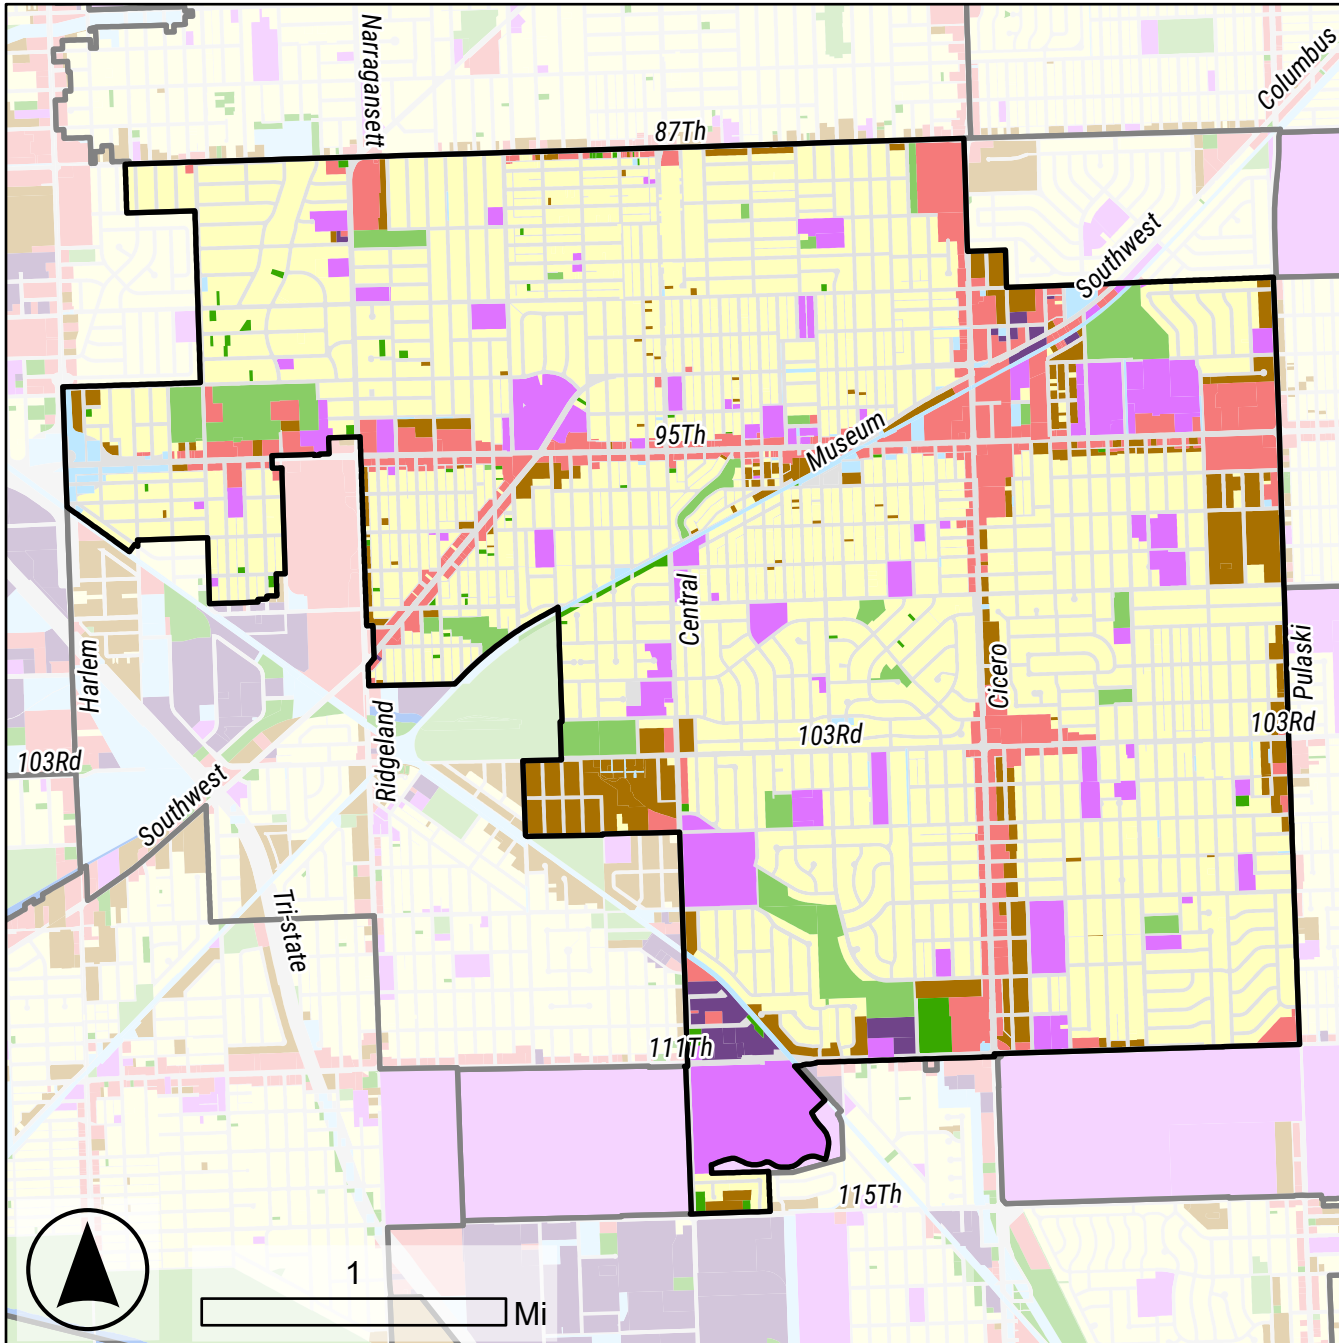 Narragansett
Columbus
87Th
Southwest
95Th
Museum
Central
Harlem
Cicero
Pulaski
103Rd
103Rd
103Rd
Ridgeland
Southwest
Tri-state
111Th
115Th
1
Mi